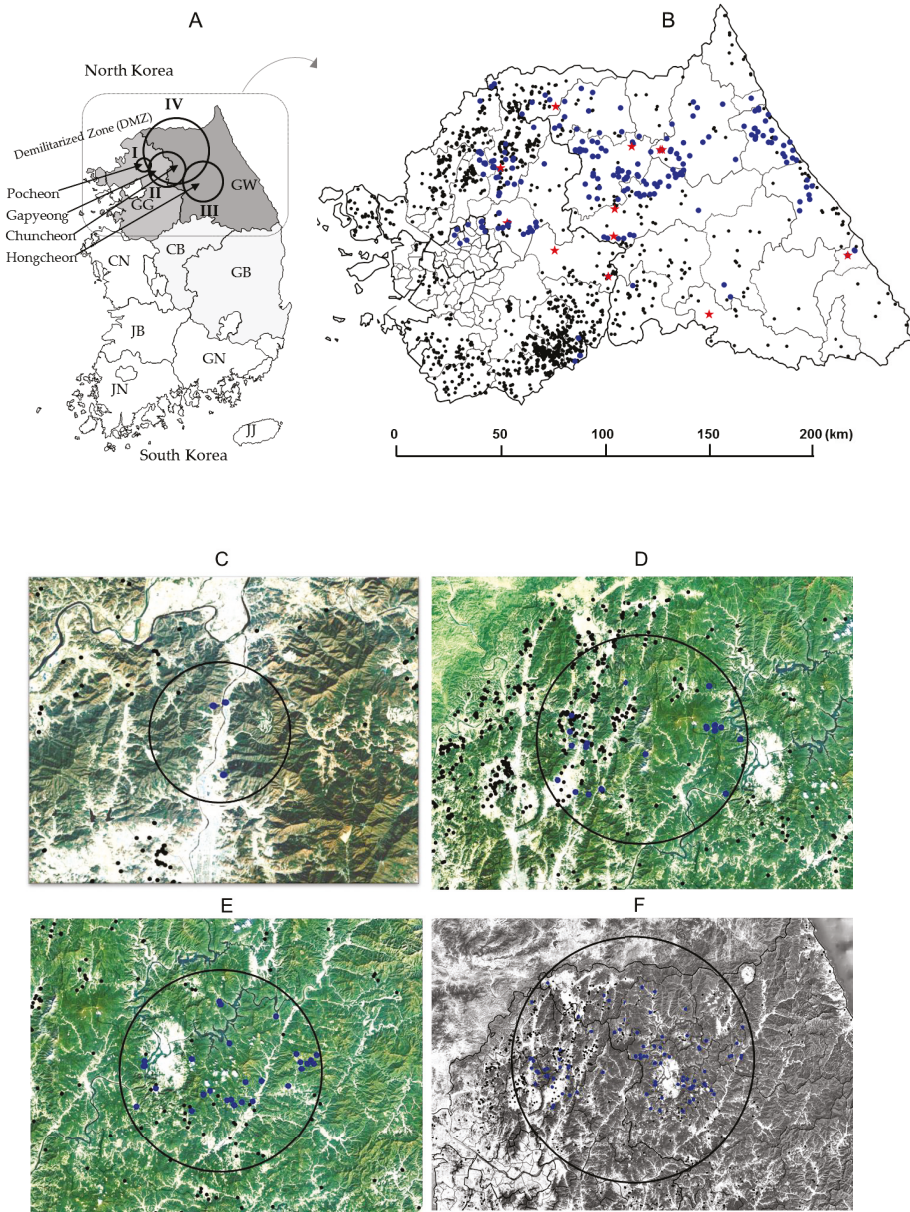 A
B
North Korea
IV
Demilitarized Zone (DMZ)
I
Pocheon
GW
Gapyeong
II
GG
III
Chuncheon
Hongcheon
CB
CN
GB
JB
GN
JN
JJ
South Korea
0 50 100 150 200 (km)
C
D
E
F